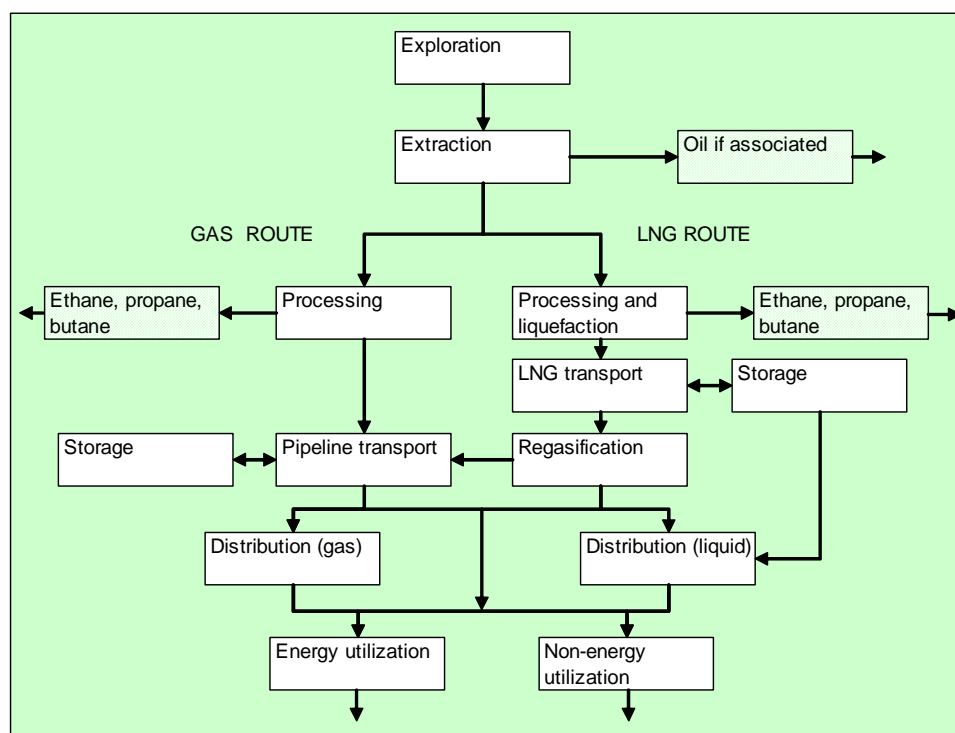 Exploration
Extraction
Oil if associated
GAS ROUTE
LNG ROUTE
Ethane, propane,
butane
Processing
Processing and
liquefaction
Ethane, propane,
butane
LNG transport
Storage
Storage
Pipeline transport
Regasification
Distribution (gas)
Distribution (liquid)
Energy utilization
Non-energy
utilization